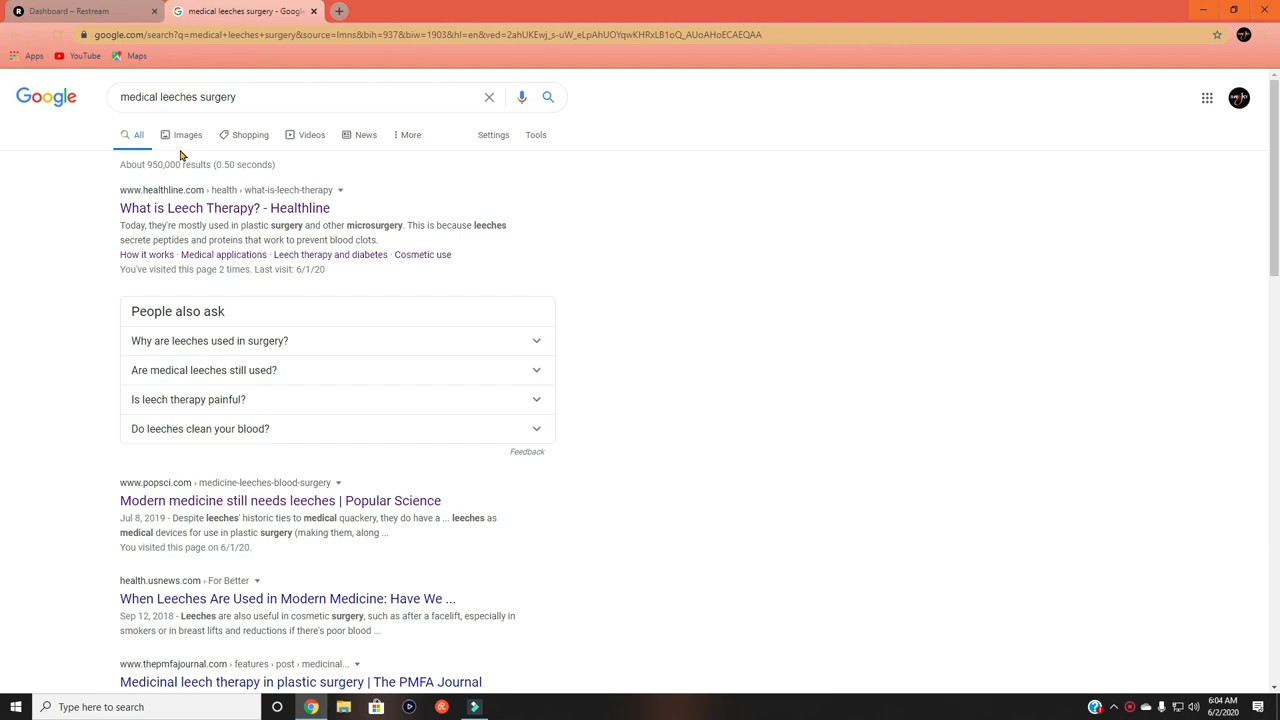 Dashboard – Restream
medical leeches surgery - Google
google.com/search?q=medical+leeches+surgery&source=lmns&bih=937&biw=1903&hl=en&ved=2ahUKEwj_s-uW_eLpAhUOYqwKHRxLB1oQ_AUoAHoECAEQAA
Apps YouTube Maps
Google medical leeches surgery
All Images Shopping Videos News More Settings Tools
About 950,000 results (0.50 seconds)
www.healthline.com › health › what-is-leech-therapy
What is Leech Therapy? - Healthline
Today, they're mostly used in plastic surgery and other microsurgery. This is because leeches
secrete peptides and proteins that work to prevent blood clots.
How it works · Medical applications · Leech therapy and diabetes · Cosmetic use
You've visited this page 2 times. Last visit: 6/1/20
People also ask
Why are leeches used in surgery?
Are medical leeches still used?
Is leech therapy painful?
Do leeches clean your blood?
Feedback
www.popsci.com › medicine-leeches-blood-surgery
Modern medicine still needs leeches | Popular Science
Jul 8, 2019 - Despite leeches' historic ties to medical quackery, they do have a ... leeches as
medical devices for use in plastic surgery (making them, along ...
You visited this page on 6/1/20.
health.usnews.com › For Better
When Leeches Are Used in Modern Medicine: Have We ...
Sep 12, 2018 - Leeches are also useful in cosmetic surgery, such as after a facelift, especially in
smokers or in breast lifts and reductions if there's poor blood ...
www.thepmfajournal.com › features › post › medicinal...
Medicinal leech therapy in plastic surgery | The PMFA Journal
Type here to search
6:04 AM
6/2/2020